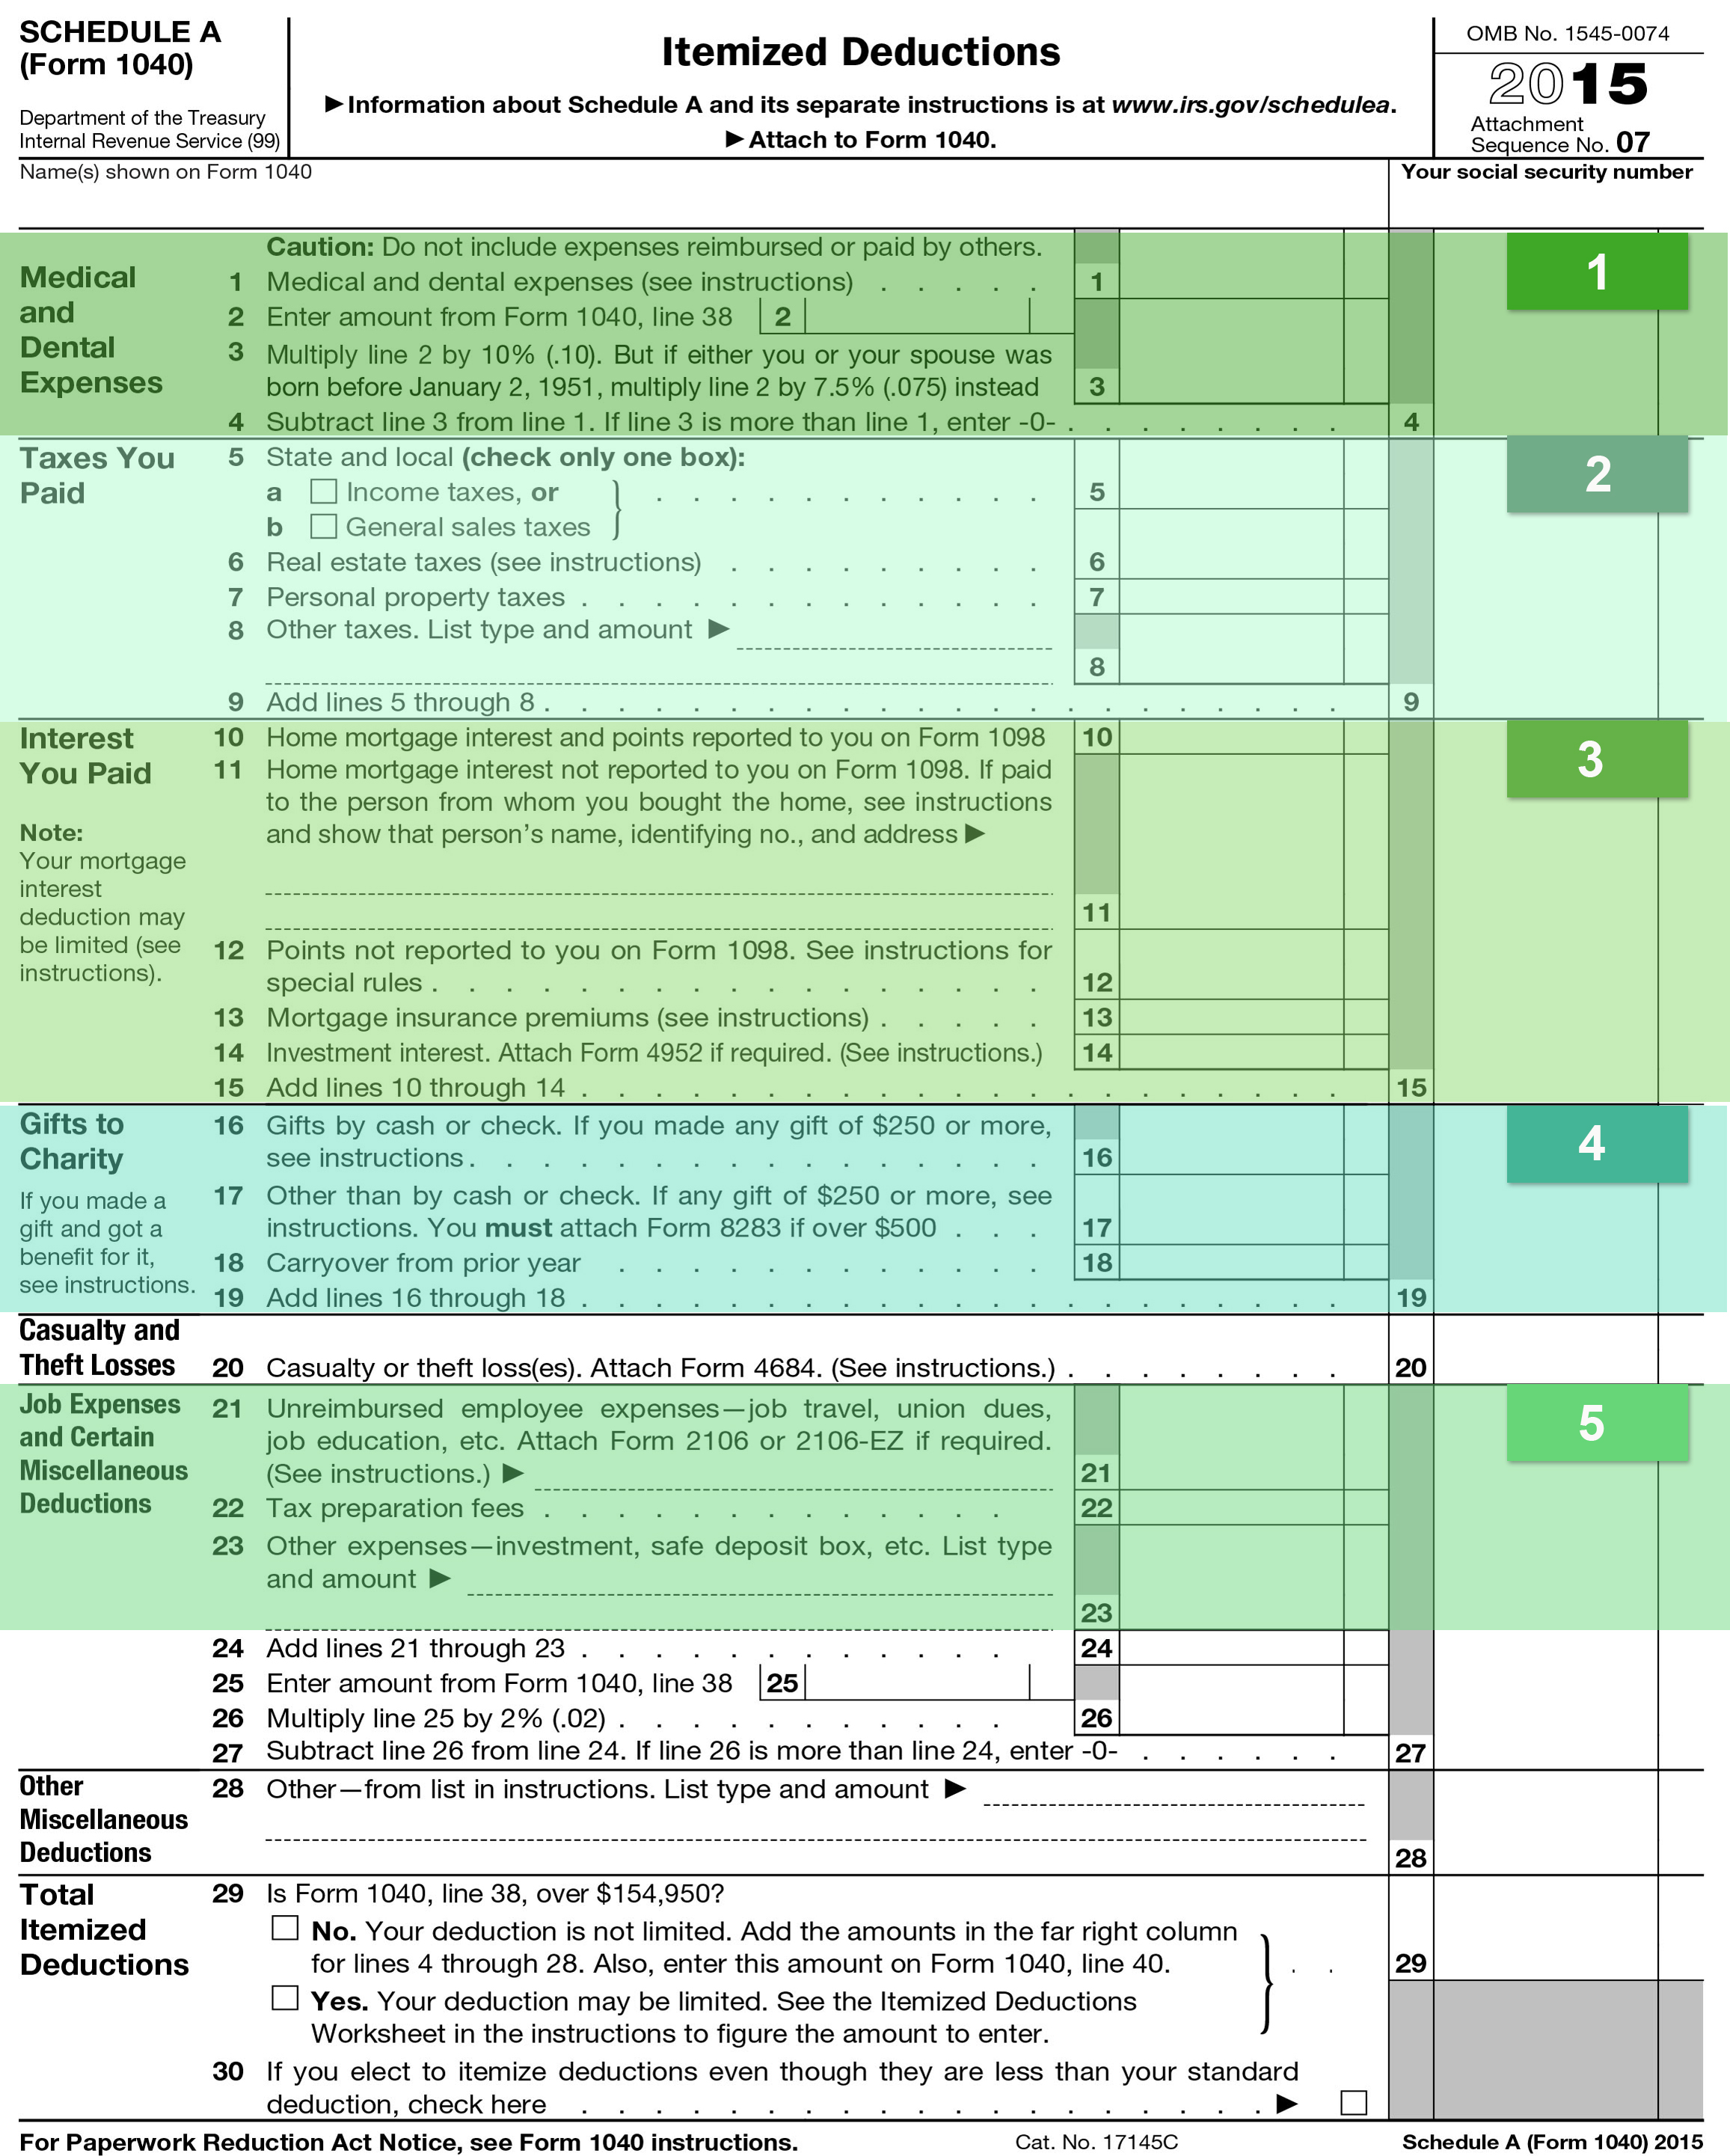 SCHEDULE A
(Form 1040)
Department of the Treasury
Internal Revenue Service (99)
Itemized Deductions
▶ Information about Schedule A and its separate instructions is at www.irs.gov/schedulea.
▶ Attach to Form 1040.
OMB No. 1545-0074
2015
Attachment
Sequence No. 07
Name(s) shown on Form 1040
Your social security number
Medical
and
Dental
Expenses
Caution: Do not include expenses reimbursed or paid by others.
1 Medical and dental expenses (see instructions) . . . . . 1
2 Enter amount from Form 1040, line 38 2
3 Multiply line 2 by 10% (.10). But if either you or your spouse was
born before January 2, 1951, multiply line 2 by 7.5% (.075) instead 3
4 Subtract line 3 from line 1. If line 3 is more than line 1, enter -0- . . . . . . . . 4
1
Taxes You
Paid
5 State and local (check only one box):
a Income taxes, or . . . . . . . . . 5
b General sales taxes
6 Real estate taxes (see instructions) . . . . . . . 6
7 Personal property taxes . . . . . . . . . 7
8 Other taxes. List type and amount ▶
8
9 Add lines 5 through 8 . . . . . . . . . . . . . . . 9
2
Interest
You Paid
Note:
Your mortgage
interest
deduction may
be limited (see
instructions).
10 Home mortgage interest and points reported to you on Form 1098 10
11 Home mortgage interest not reported to you on Form 1098. If paid
to the person from whom you bought the home, see instructions
and show that person's name, identifying no., and address ▶
11
12 Points not reported to you on Form 1098. See instructions for
special rules . . . . . . . . . . . . 12
13 Mortgage insurance premiums (see instructions) . . . . . 13
14 Investment interest. Attach Form 4952 if required. (See instructions.) 14
15 Add lines 10 through 14 . . . . . . . . . . . . . . . 15
3
Gifts to
Charity
If you made a
gift and got a
benefit for it,
see instructions.
16 Gifts by cash or check. If you made any gift of $250 or more,
see instructions . . . . . . . . . . . 16
17 Other than by cash or check. If any gift of $250 or more, see
instructions. You must attach Form 8283 if over $500 . . . 17
18 Carryover from prior year . . . . . . . . . 18
19 Add lines 16 through 18 . . . . . . . . . . . . . . . 19
4
Casualty and
Theft Losses
20 Casualty or theft loss(es). Attach Form 4684. (See instructions.) . . . . . . . . 20
Job Expenses
and Certain
Miscellaneous
Deductions
21 Unreimbursed employee expenses—job travel, union dues,
job education, etc. Attach Form 2106 or 2106-EZ if required.
(See instructions.) ▶ 21
22 Tax preparation fees . . . . . . . . . 22
23 Other expenses—investment, safe deposit box, etc. List type
and amount ▶
23
5
24 Add lines 21 through 23 . . . . . . . . . 24
25 Enter amount from Form 1040, line 38 25
26 Multiply line 25 by 2% (.02) . . . . . . . . 26
27 Subtract line 26 from line 24. If line 26 is more than line 24, enter -0- . . . . . . 27
Other
Miscellaneous
Deductions
28 Other—from list in instructions. List type and amount ▶
28
Total
Itemized
Deductions
29 Is Form 1040, line 38, over $154,950?
No. Your deduction is not limited. Add the amounts in the far right column
for lines 4 through 28. Also, enter this amount on Form 1040, line 40. . . 29
Yes. Your deduction may be limited. See the Itemized Deductions
Worksheet in the instructions to figure the amount to enter.
30 If you elect to itemize deductions even though they are less than your standard
deduction, check here . . . . . . . . . . . . . . ▶
For Paperwork Reduction Act Notice, see Form 1040 instructions.
Cat. No. 17145C
Schedule A (Form 1040) 2015